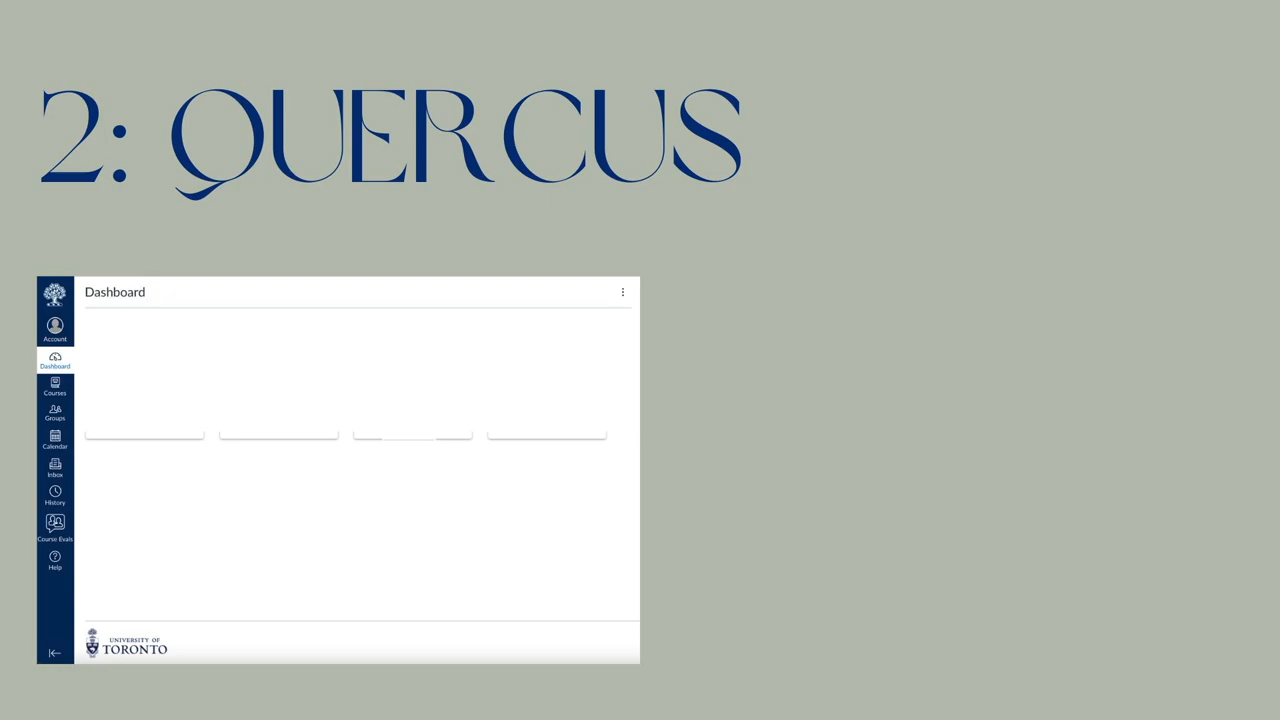 2: QUERCUS
Dashboard
Account
Dashboard
Courses
Groups
Calendar
Inbox
History
Course Evals
Help
UNIVERSITY OF
TORONTO